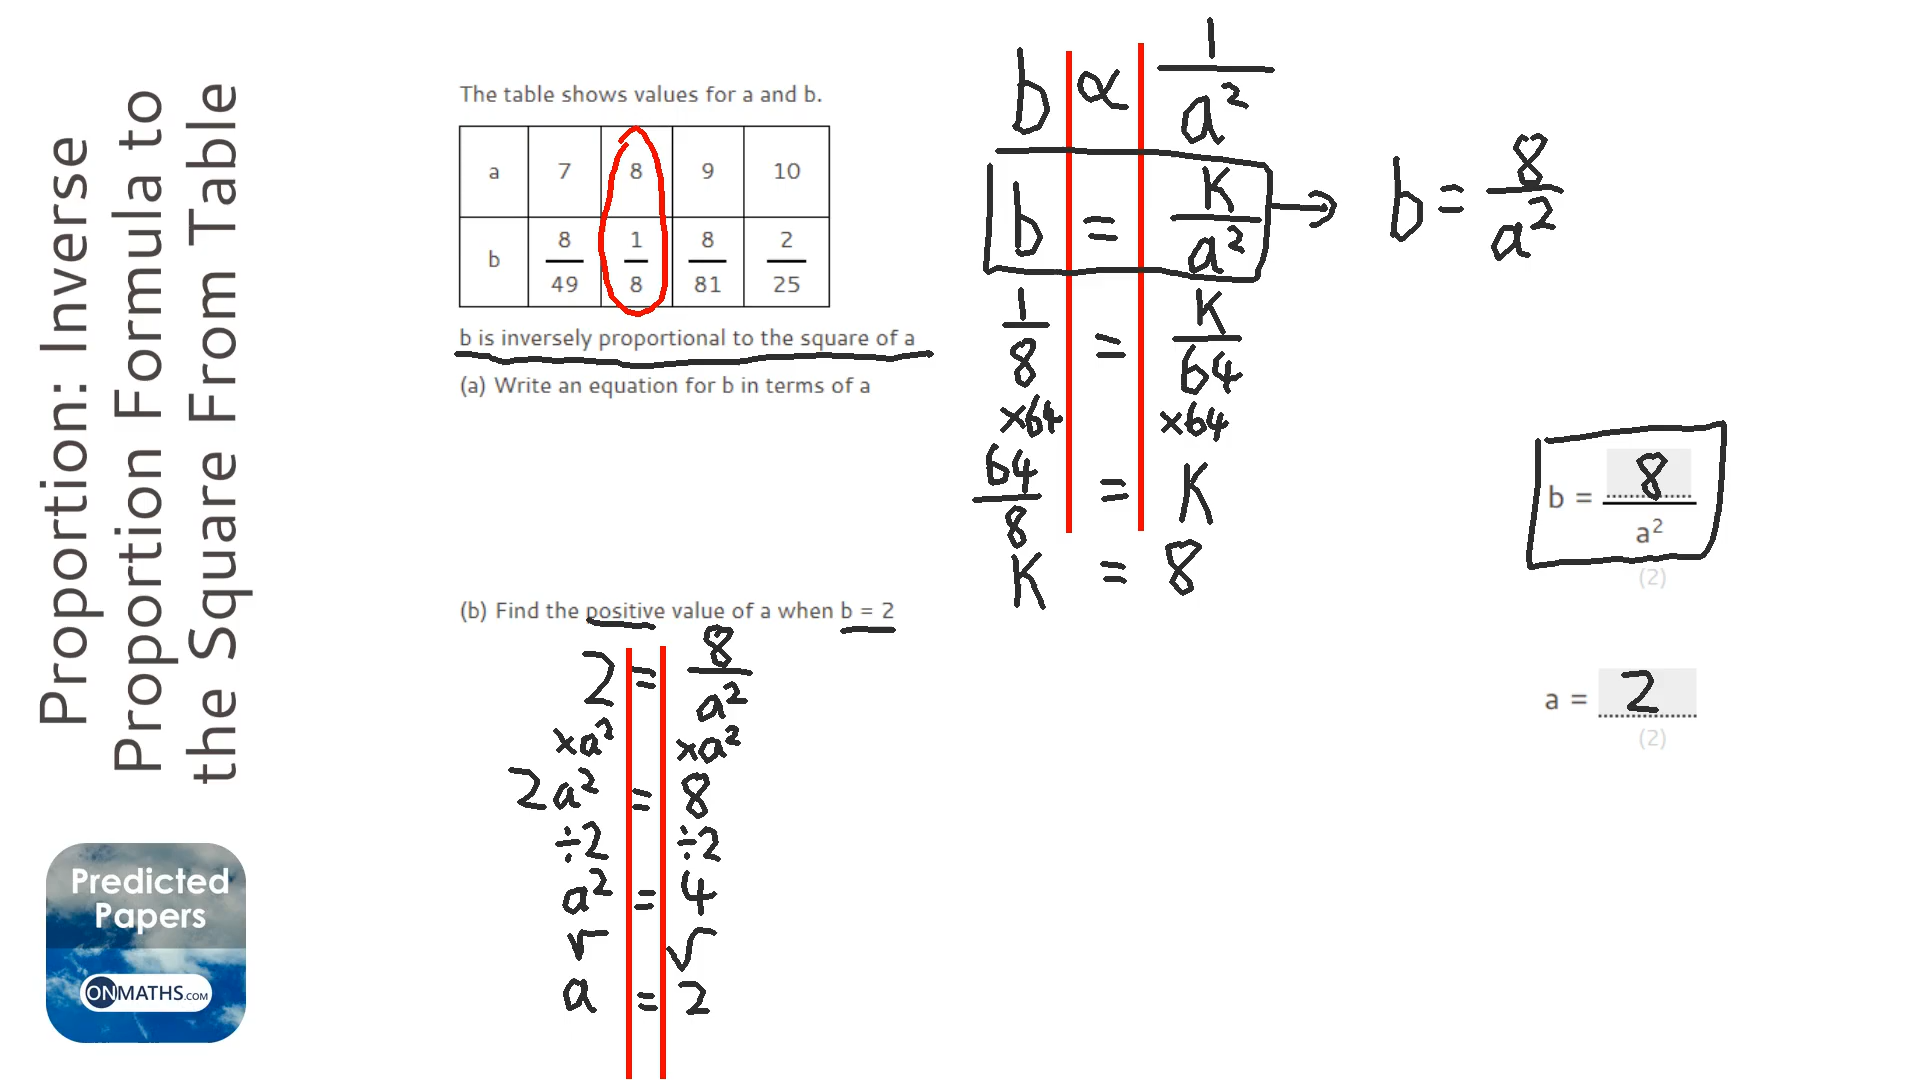 Proportion: Inverse
Proportion Formula to
the Square From Table
The table shows values for a and b.
a 7 8 9 10
b 8/49 1/8 8/81 2/25
b is inversely proportional to the square of a
(a) Write an equation for b in terms of a
b ∝ 1/a²
b = K/a² → b = 8/a²
1/8 = K/64
×64 ×64
64/8 = K
K = 8
b = 8/a²
(2)
(b) Find the positive value of a when b = 2
2 = 8/a²
×a² ×a²
2a² = 8
÷2 ÷2
a² = 4
√ √
a = 2
a = 2
(2)
Predicted
Papers
ONMATHS.COM